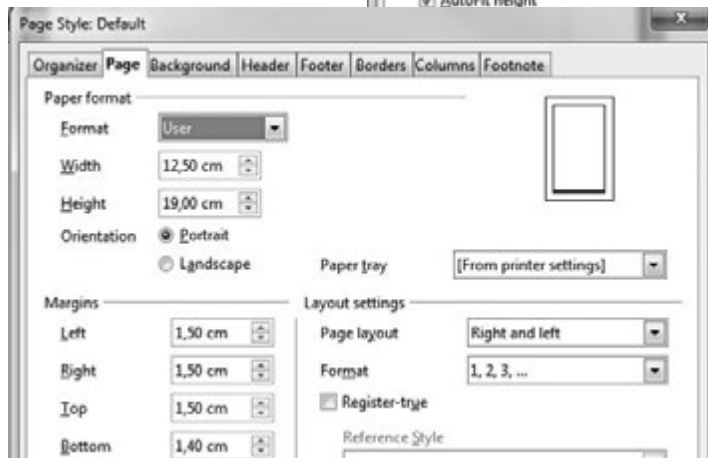 AutoFit height
Page Style: Default
Organizer Page Background Header Footer Borders Columns Footnote
Paper format
Format User
Width 12,50 cm
Height 19,00 cm
Orientation Portrait
Landscape
Paper tray [From printer settings]
Margins
Left 1,50 cm
Right 1,50 cm
Top 1,50 cm
Bottom 1,40 cm
Layout settings
Page layout Right and left
Format 1, 2, 3, ...
Register-true
Reference Style